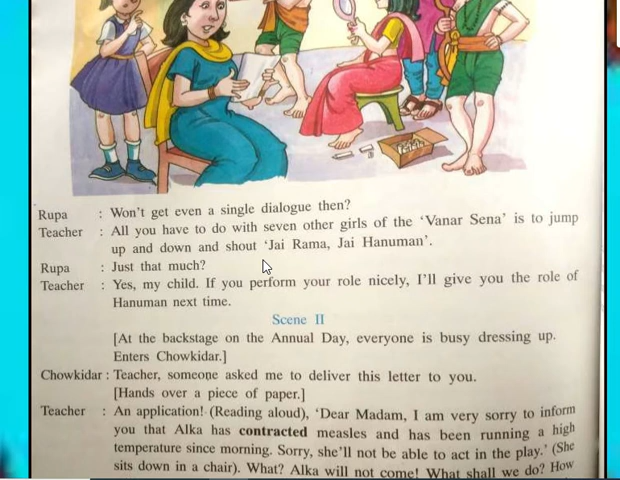 Rupa : Won't get even a single dialogue then?
Teacher : All you have to do with seven other girls of the 'Vanar Sena' is to jump
up and down and shout 'Jai Rama, Jai Hanuman'.
Rupa : Just that much?
Teacher : Yes, my child. If you perform your role nicely, I'll give you the role of
Hanuman next time.
Scene II
[At the backstage on the Annual Day, everyone is busy dressing up.
Enters Chowkidar.]
Chowkidar : Teacher, someone asked me to deliver this letter to you.
[Hands over a piece of paper.]
Teacher : An application! (Reading aloud), 'Dear Madam, I am very sorry to inform
you that Alka has contracted measles and has been running a high
temperature since morning. Sorry, she'll not be able to act in the play.' (She
sits down in a chair). What? Alka will not come! What shall we do? How